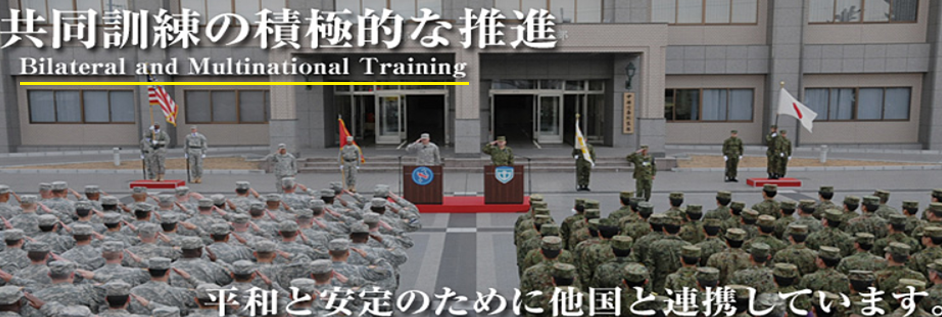 共同訓練の積極的な推進
Bilateral and Multinational Training
平和と安定のために他国と連携しています。